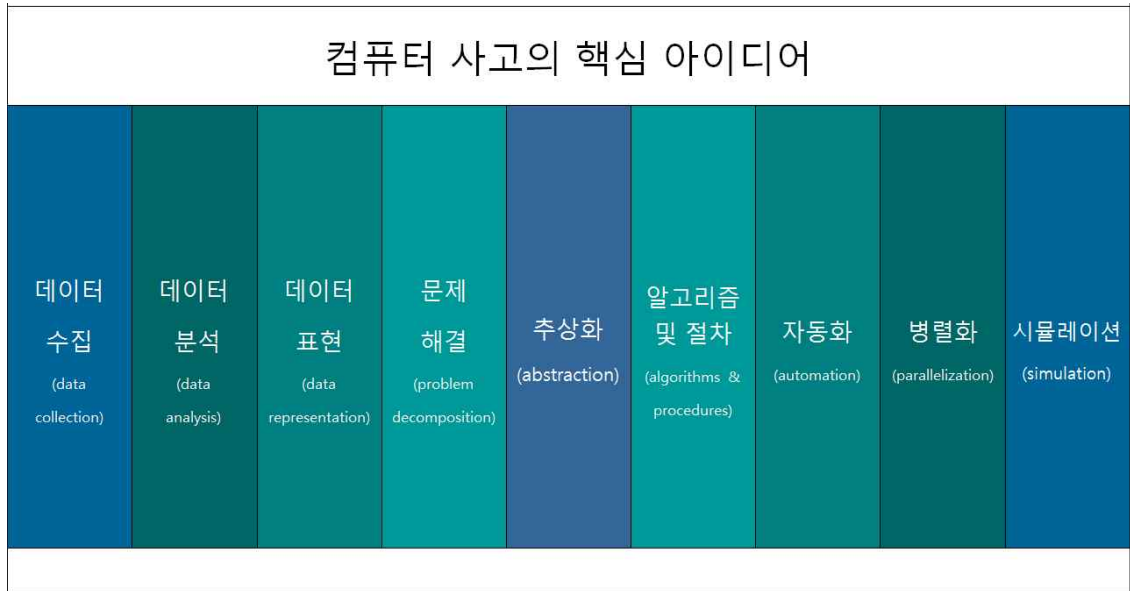 컴퓨터 사고의 핵심 아이디어
데이터
수집
(data
collection)
데이터
분석
(data
analysis)
데이터
표현
(data
representation)
문제
해결
(problem
decomposition)
추상화
(abstraction)
알고리즘
및 절차
(algorithms &
procedures)
자동화
(automation)
병렬화
(parallelization)
시뮬레이션
(simulation)